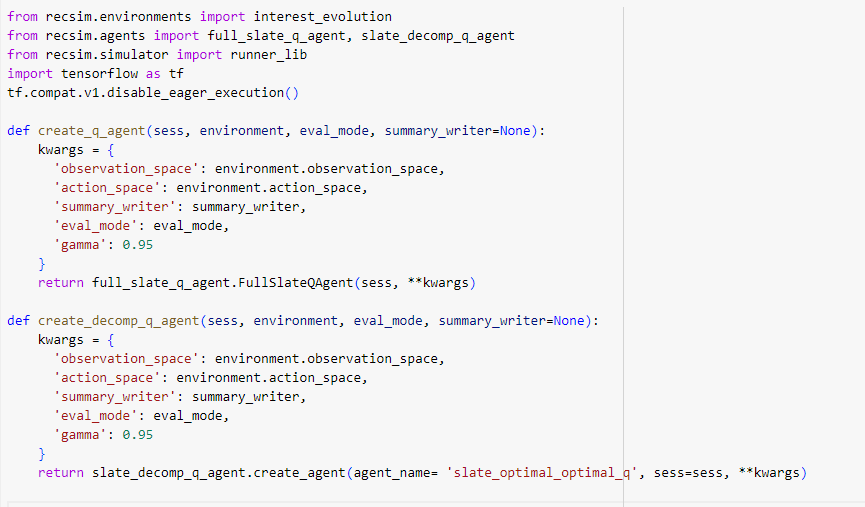 from recsim.environments import interest_evolution
from recsim.agents import full_slate_q_agent, slate_decomp_q_agent
from recsim.simulator import runner_lib
import tensorflow as tf
tf.compat.v1.disable_eager_execution()

def create_q_agent(sess, environment, eval_mode, summary_writer=None):
    kwargs = {
      'observation_space': environment.observation_space,
      'action_space': environment.action_space,
      'summary_writer': summary_writer,
      'eval_mode': eval_mode,
      'gamma': 0.95
    }
    return full_slate_q_agent.FullSlateQAgent(sess, **kwargs)

def create_decomp_q_agent(sess, environment, eval_mode, summary_writer=None):
    kwargs = {
      'observation_space': environment.observation_space,
      'action_space': environment.action_space,
      'summary_writer': summary_writer,
      'eval_mode': eval_mode,
      'gamma': 0.95
    }
    return slate_decomp_q_agent.create_agent(agent_name= 'slate_optimal_optimal_q', sess=sess, **kwargs)